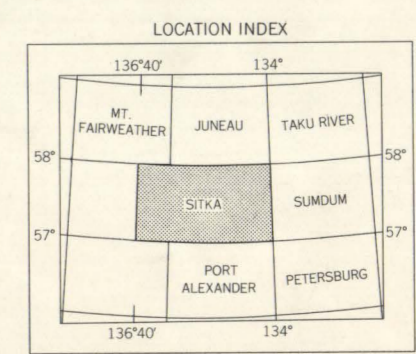 LOCATION INDEX
136°40'
134°
MT.
FAIRWEATHER
JUNEAU
TAKU RIVER
58°
58°
SITKA
SUMDUM
57°
57°
PORT
ALEXANDER
PETERSBURG
136°40'
134°